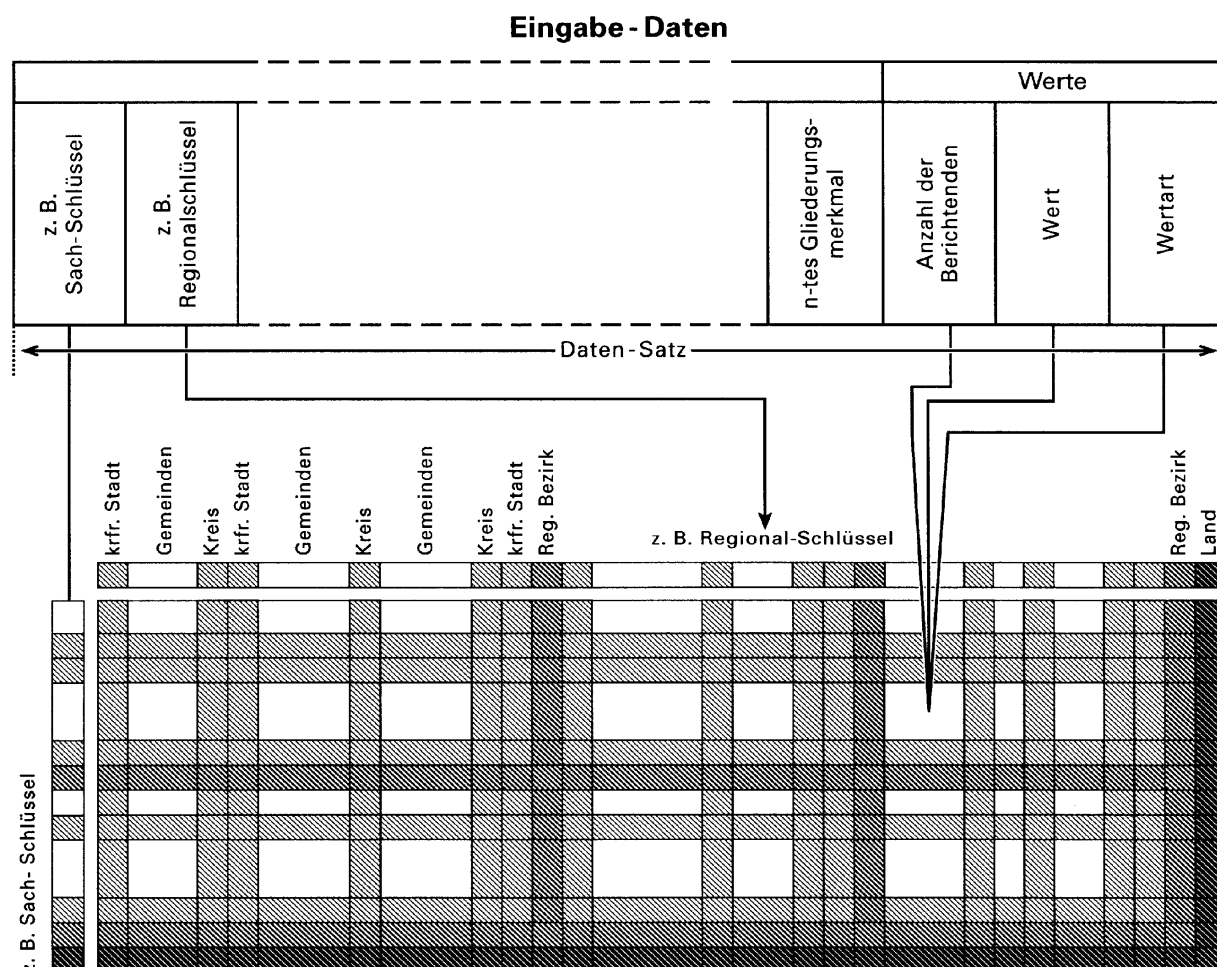 Eingabe - Daten
Werte
z. B.
Sach-Schlüssel
z. B.
Regionalschlüssel
n-tes Gliederungs-
merkmal
Anzahl der
Berichtenden
Wert
Wertart
Daten-Satz
krfr. Stadt
Gemeinden
Kreis
krfr. Stadt
Gemeinden
Kreis
Gemeinden
Kreis
krfr. Stadt
Reg. Bezirk
z. B. Regional-Schlüssel
Reg. Bezirk
Land
z. B. Sach- Schlüssel